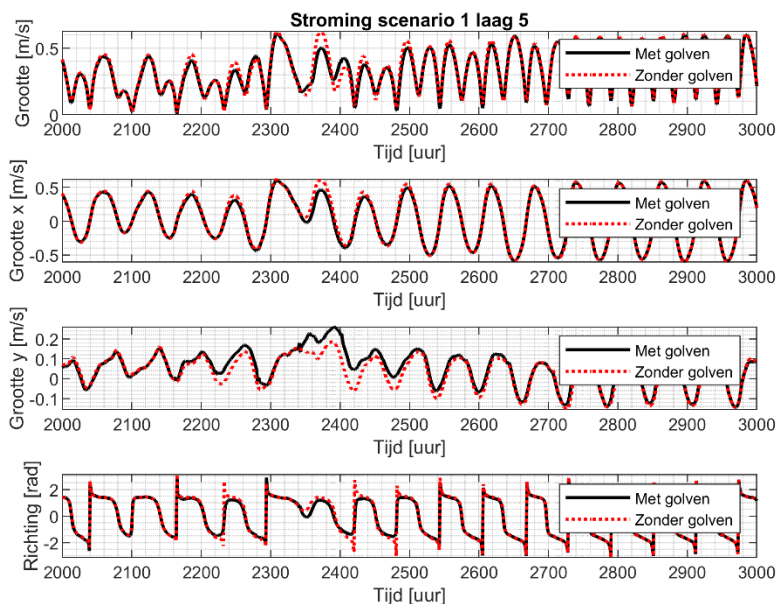 Stroming scenario 1 laag 5
Grootte [m/s]
0.5
0
Met golven
Zonder golven
2000 2100 2200 2300 2400 2500 2600 2700 2800 2900 3000
Tijd [uur]
Grootte x [m/s]
0.5
0
-0.5
Met golven
Zonder golven
2000 2100 2200 2300 2400 2500 2600 2700 2800 2900 3000
Tijd [uur]
Grootte y [m/s]
0.2
0.1
0
-0.1
Met golven
Zonder golven
2000 2100 2200 2300 2400 2500 2600 2700 2800 2900 3000
Tijd [uur]
Richting [rad]
2
0
-2
Met golven
Zonder golven
2000 2100 2200 2300 2400 2500 2600 2700 2800 2900 3000
Tijd [uur]